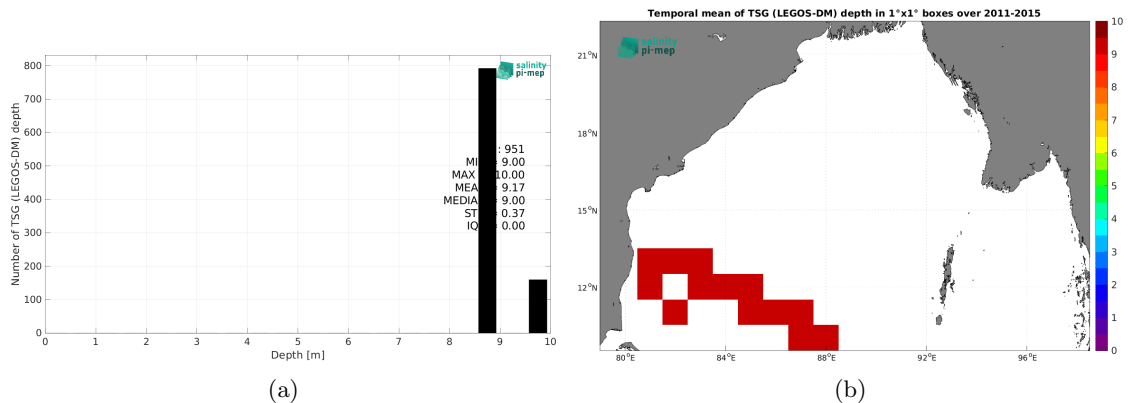 Number of TSG (LEGOS-DM) depth
800
700
600
500
400
300
200
100
0
0 1 2 3 4 5 6 7 8 9 10
Depth [m]
salinity
pi-mep
: 951
9.00
MAX 10.00
9.17
MEDIA 9.00
0.37
0.00
(a)
Temporal mean of TSG (LEGOS-DM) depth in 1°x1° boxes over 2011-2015
salinity
pi-mep
21°N
18°N
15°N
12°N
80°E 84°E 88°E 92°E 96°E
10
9
8
7
6
5
4
3
2
1
0
(b)